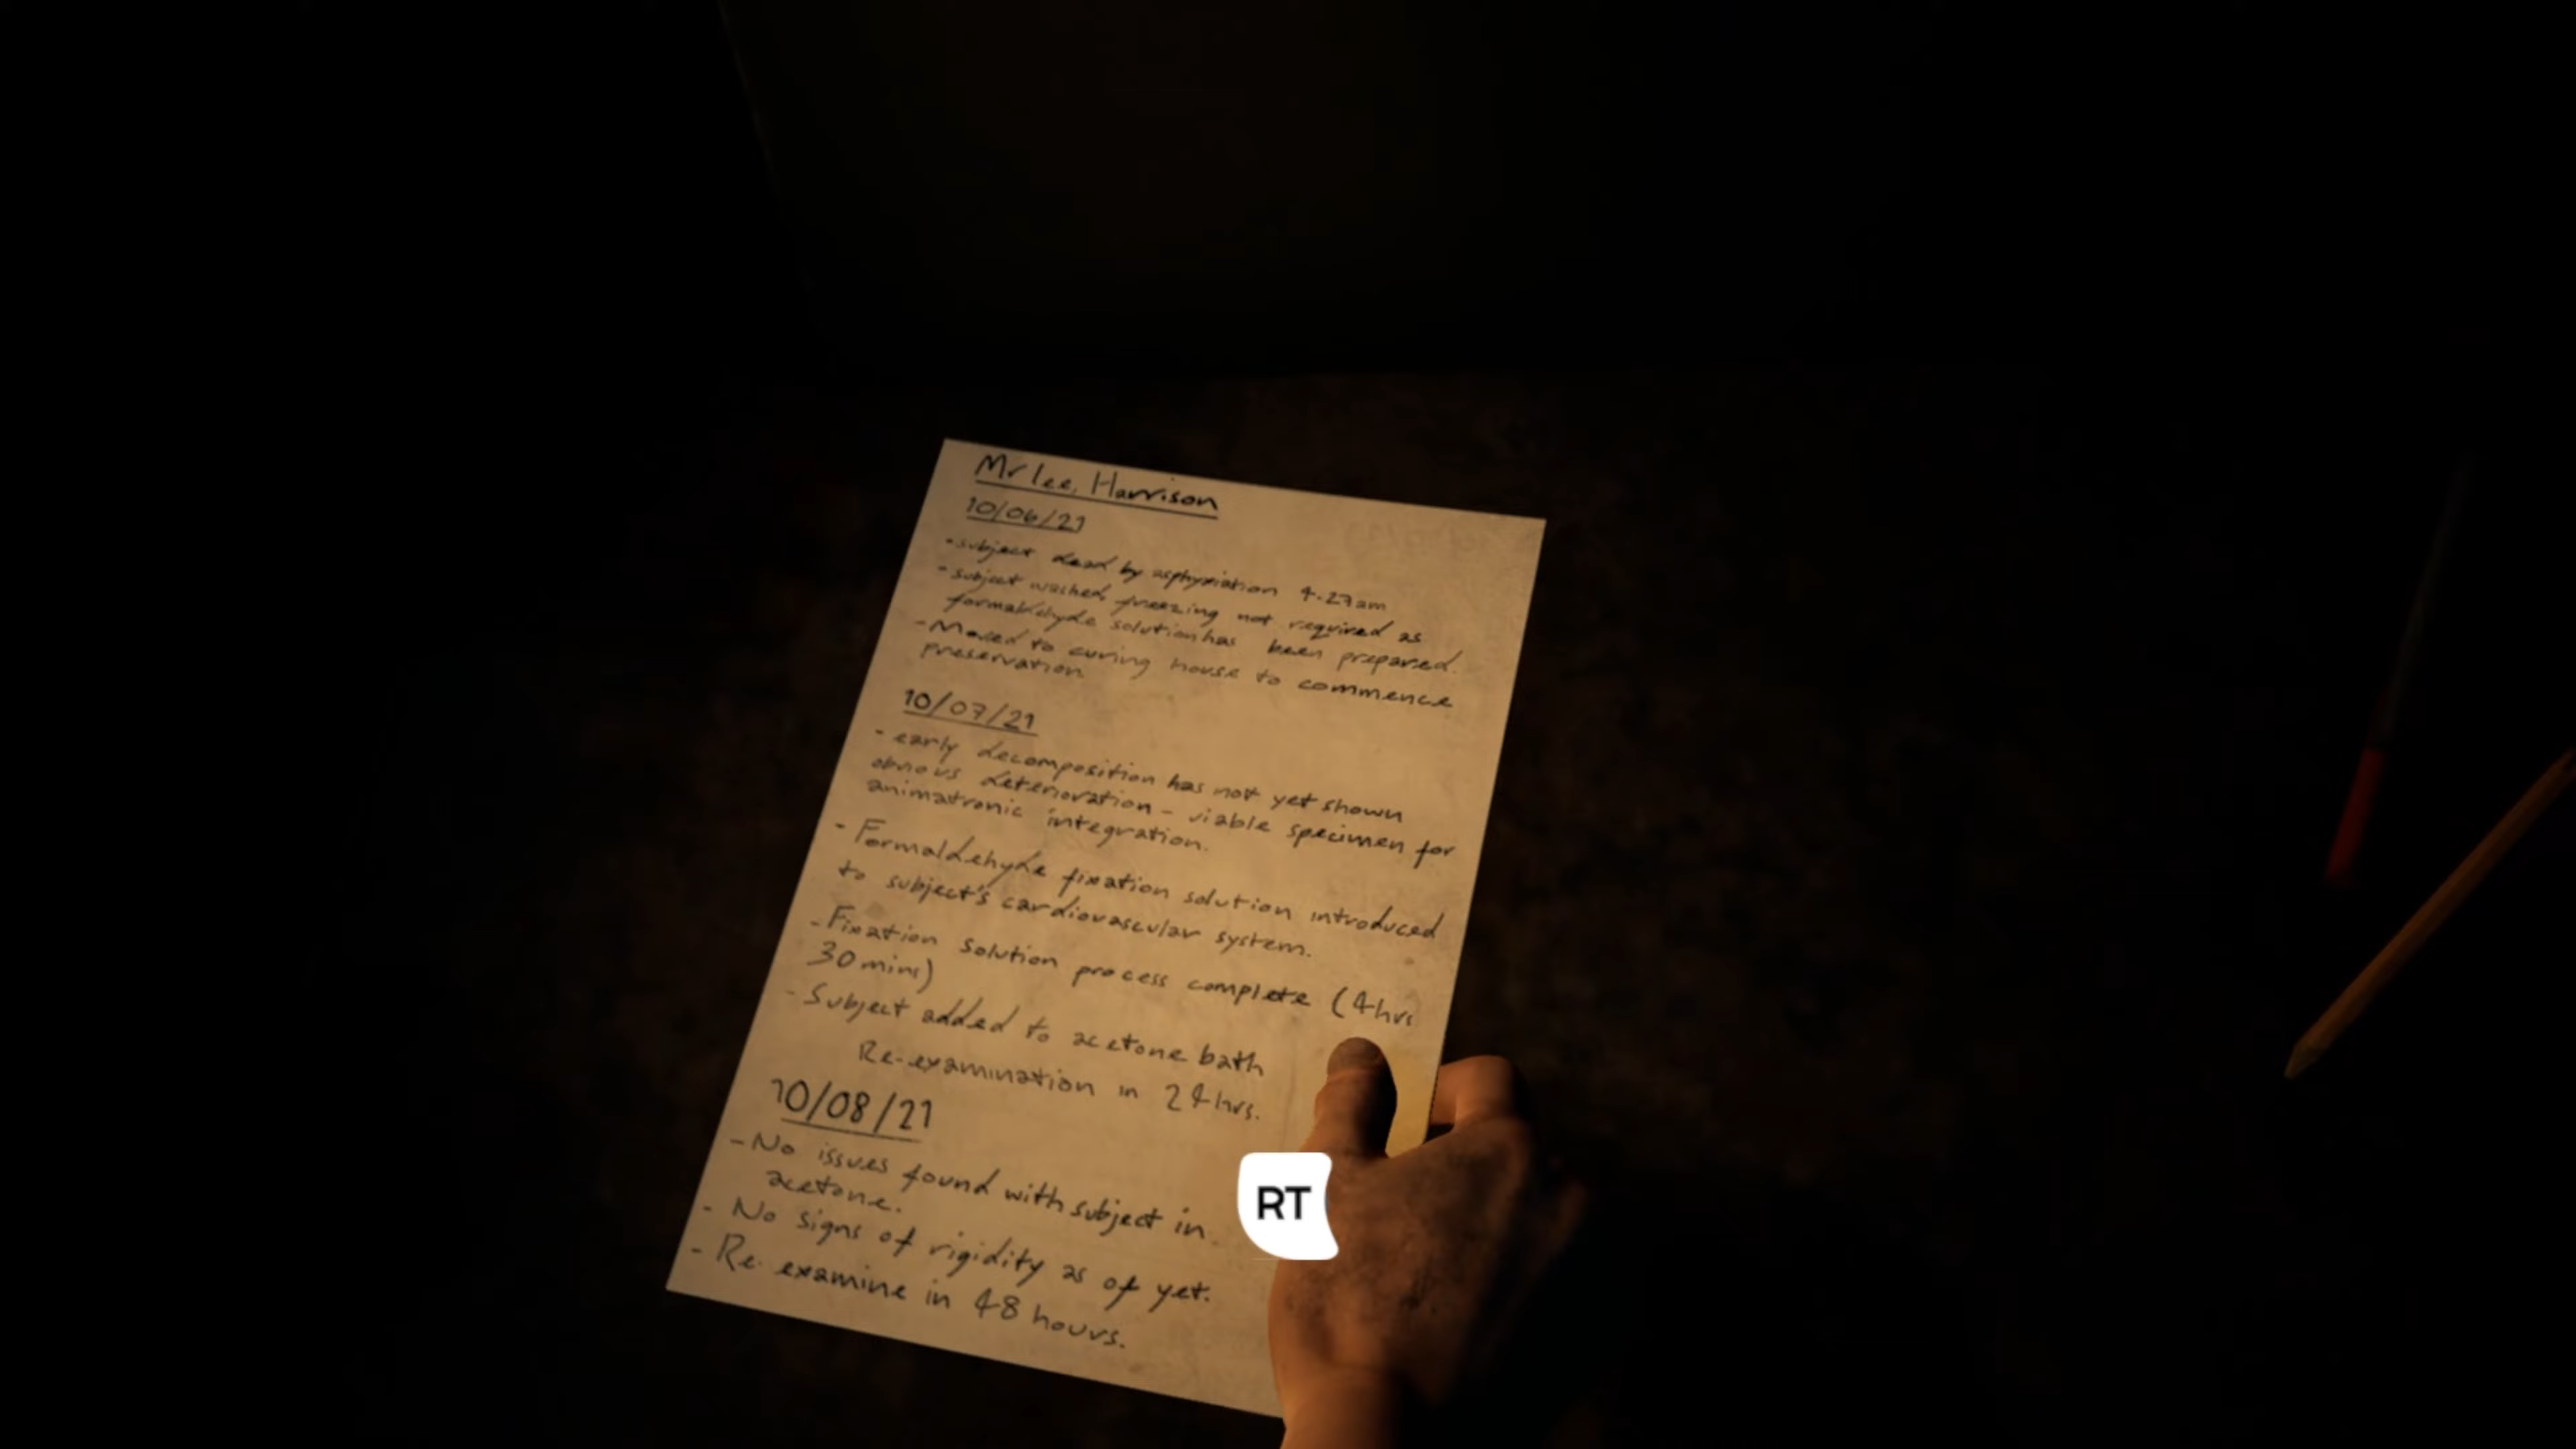 Mr lee, Harrison
10/06/21
- subject dead by asphyxiation 4.27am
- subject washed, freezing not required as
formaldehyde solution has been prepared.
- Moved to curing house to commence
preservation.
10/07/21
- early decomposition has not yet shown
obvious deterioration - viable specimen for
animatronic integration.
- Formaldehyde fixation solution introduced
to subject's cardiovascular system.
- Fixation solution process complete (4hrs
30 mins)
- Subject added to acetone bath
Re-examination in 24hrs.
10/08/21
- No issues found with subject in
acetone.
- No signs of rigidity as of yet.
- Re-examine in 48 hours.
RT